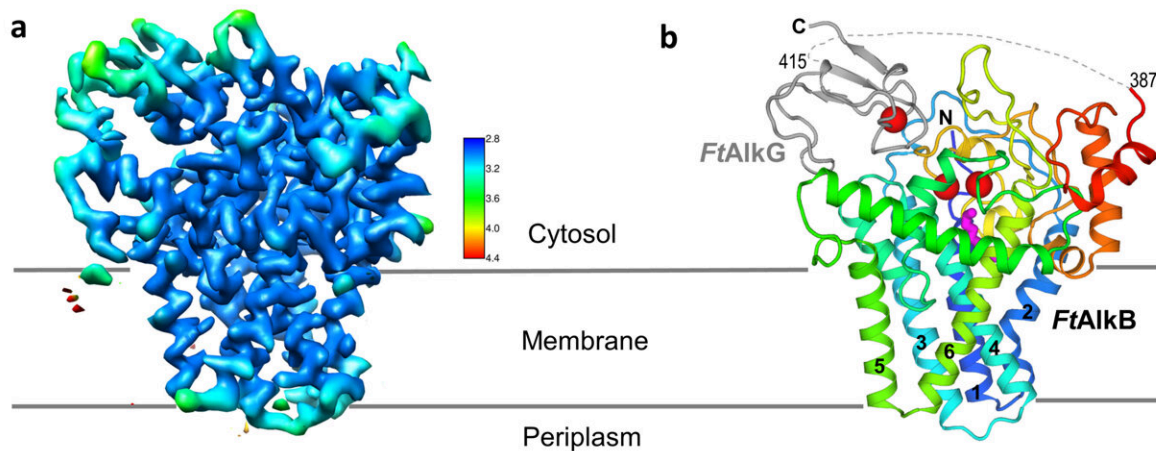 a
b
C
415
387
2.8
3.2
3.6
4.0
4.4
N
FtAlkG
Cytosol
Membrane
FtAlkB
2
3
6
4
5
1
Periplasm